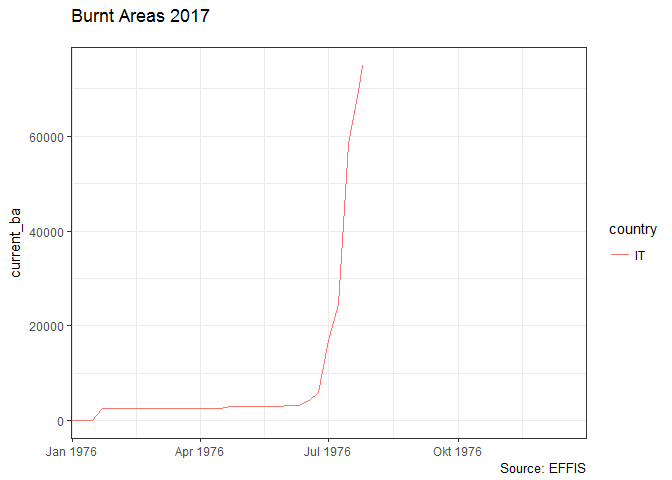 Burnt Areas 2017
current_ba
60000
40000
20000
0
Jan 1976
Apr 1976
Jul 1976
Okt 1976
country
IT
Source: EFFIS